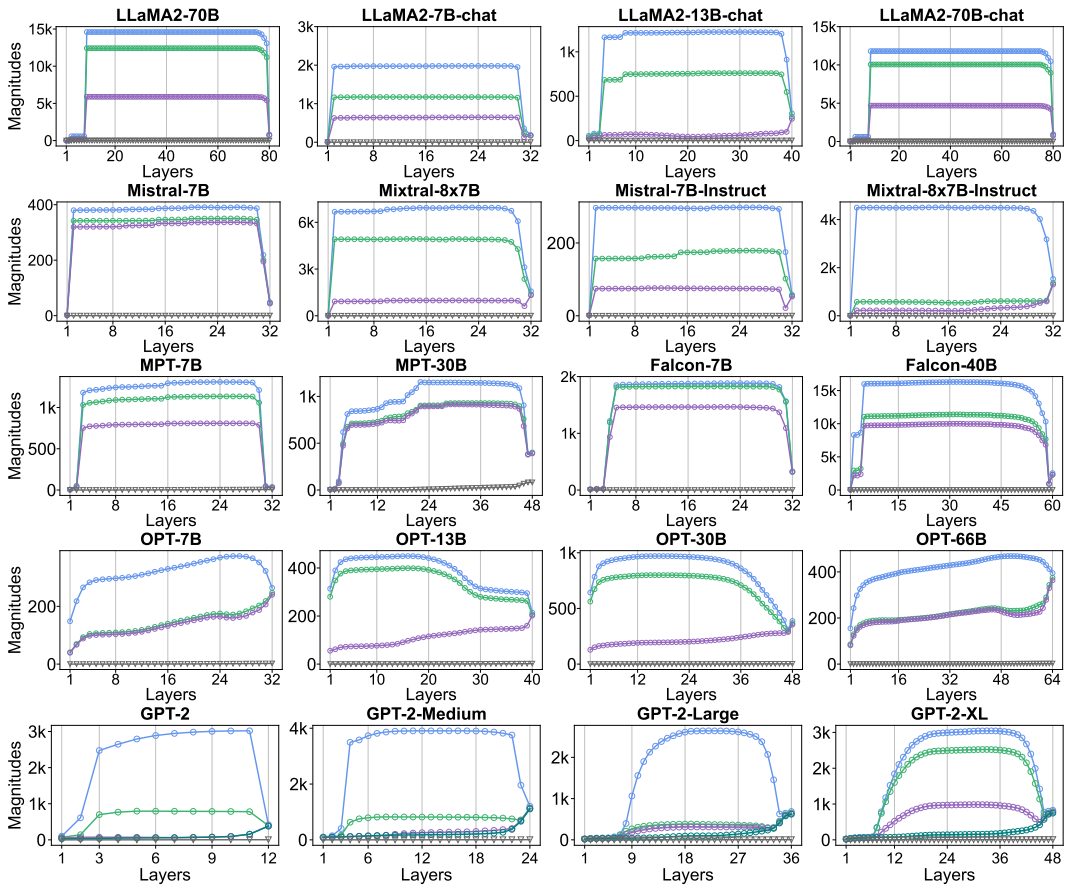 LLaMA2-70B LLaMA2-7B-chat LLaMA2-13B-chat LLaMA2-70B-chat
Magnitudes
15k 10k 5k 0
1 20 40 60 80
Layers
3k 2k 1k 0
1 8 16 24 32
Layers
1k 500 0
1 10 20 30 40
Layers
15k 10k 5k 0
1 20 40 60 80
Layers
Mistral-7B Mixtral-8x7B Mistral-7B-Instruct Mixtral-8x7B-Instruct
Magnitudes
400 200 0
1 8 16 24 32
Layers
6k 3k 0
1 8 16 24 32
Layers
200 0
1 8 16 24 32
Layers
4k 2k 0
1 8 16 24 32
Layers
MPT-7B MPT-30B Falcon-7B Falcon-40B
Magnitudes
1k 500 0
1 8 16 24 32
Layers
1k 500 0
1 12 24 36 48
Layers
2k 1k 0
1 8 16 24 32
Layers
15k 10k 5k 0
1 15 30 45 60
Layers
OPT-7B OPT-13B OPT-30B OPT-66B
Magnitudes
200 0
1 8 16 24 32
Layers
400 200 0
1 10 20 30 40
Layers
1k 500 0
1 12 24 36 48
Layers
400 200 0
1 16 32 48 64
Layers
GPT-2 GPT-2-Medium GPT-2-Large GPT-2-XL
Magnitudes
3k 2k 1k 0
1 3 6 9 12
Layers
4k 2k 0
1 6 12 18 24
Layers
2k 1k 0
1 9 18 27 36
Layers
3k 2k 1k 0
1 12 24 36 48
Layers